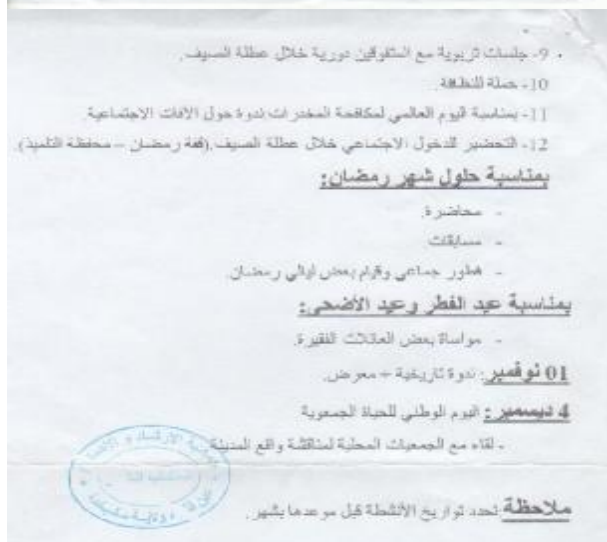 9- جلسات تربوية مع المتفوقين دورية خلال عطلة الصيف.
10- حملة للنظافة.
11- بمناسبة اليوم العالمي لمكافحة المخدرات ندوة حول الآفات الاجتماعية.
12- التحضير للدخول الاجتماعي خلال عطلة الصيف.(قفة رمضان – محفظة التلميذ).
بمناسبة حلول شهر رمضان:
- محاضرة.
- مسابقات
- فطور جماعي وقيام بعض ليالي رمضان.
بمناسبة عيد الفطر وعيد الأضحى:
- مواساة بعض العائلات الفقيرة.
01 نوفمبر: ندوة تاريخية + معرض.
4 ديسمبر: اليوم الوطني للحياة الجمعوية
- لقاء مع الجمعيات المحلية لمناقشة واقع المدينة
ملاحظة: تحدد تواريخ الأنشطة قبل موعدها بشهر.